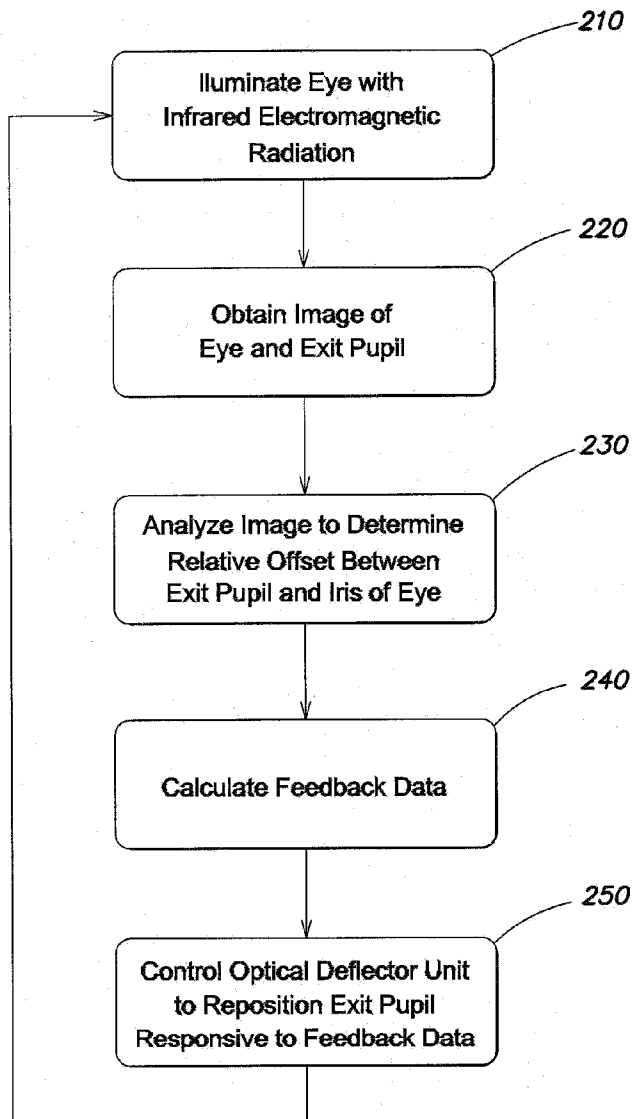 210
Iluminate Eye with
Infrared Electromagnetic
Radiation
220
Obtain Image of
Eye and Exit Pupil
230
Analyze Image to Determine
Relative Offset Between
Exit Pupil and Iris of Eye
240
Calculate Feedback Data
250
Control Optical Deflector Unit
to Reposition Exit Pupil
Responsive to Feedback Data